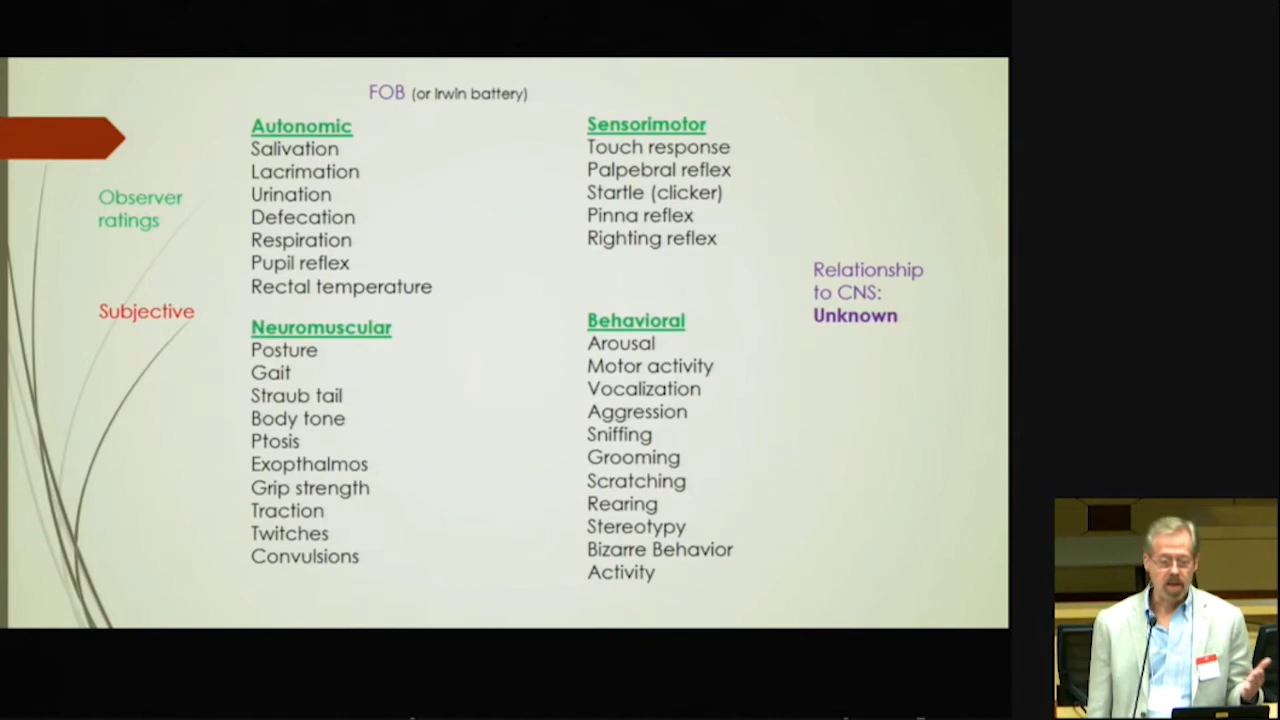 FOB (or Irwin battery)
Observer
ratings
Subjective
Autonomic
Salivation
Lacrimation
Urination
Defecation
Respiration
Pupil reflex
Rectal temperature
Neuromuscular
Posture
Gait
Straub tail
Body tone
Ptosis
Exopthalmos
Grip strength
Traction
Twitches
Convulsions
Sensorimotor
Touch response
Palpebral reflex
Startle (clicker)
Pinna reflex
Righting reflex
Behavioral
Arousal
Motor activity
Vocalization
Aggression
Sniffing
Grooming
Scratching
Rearing
Stereotypy
Bizarre Behavior
Activity
Relationship
to CNS:
Unknown